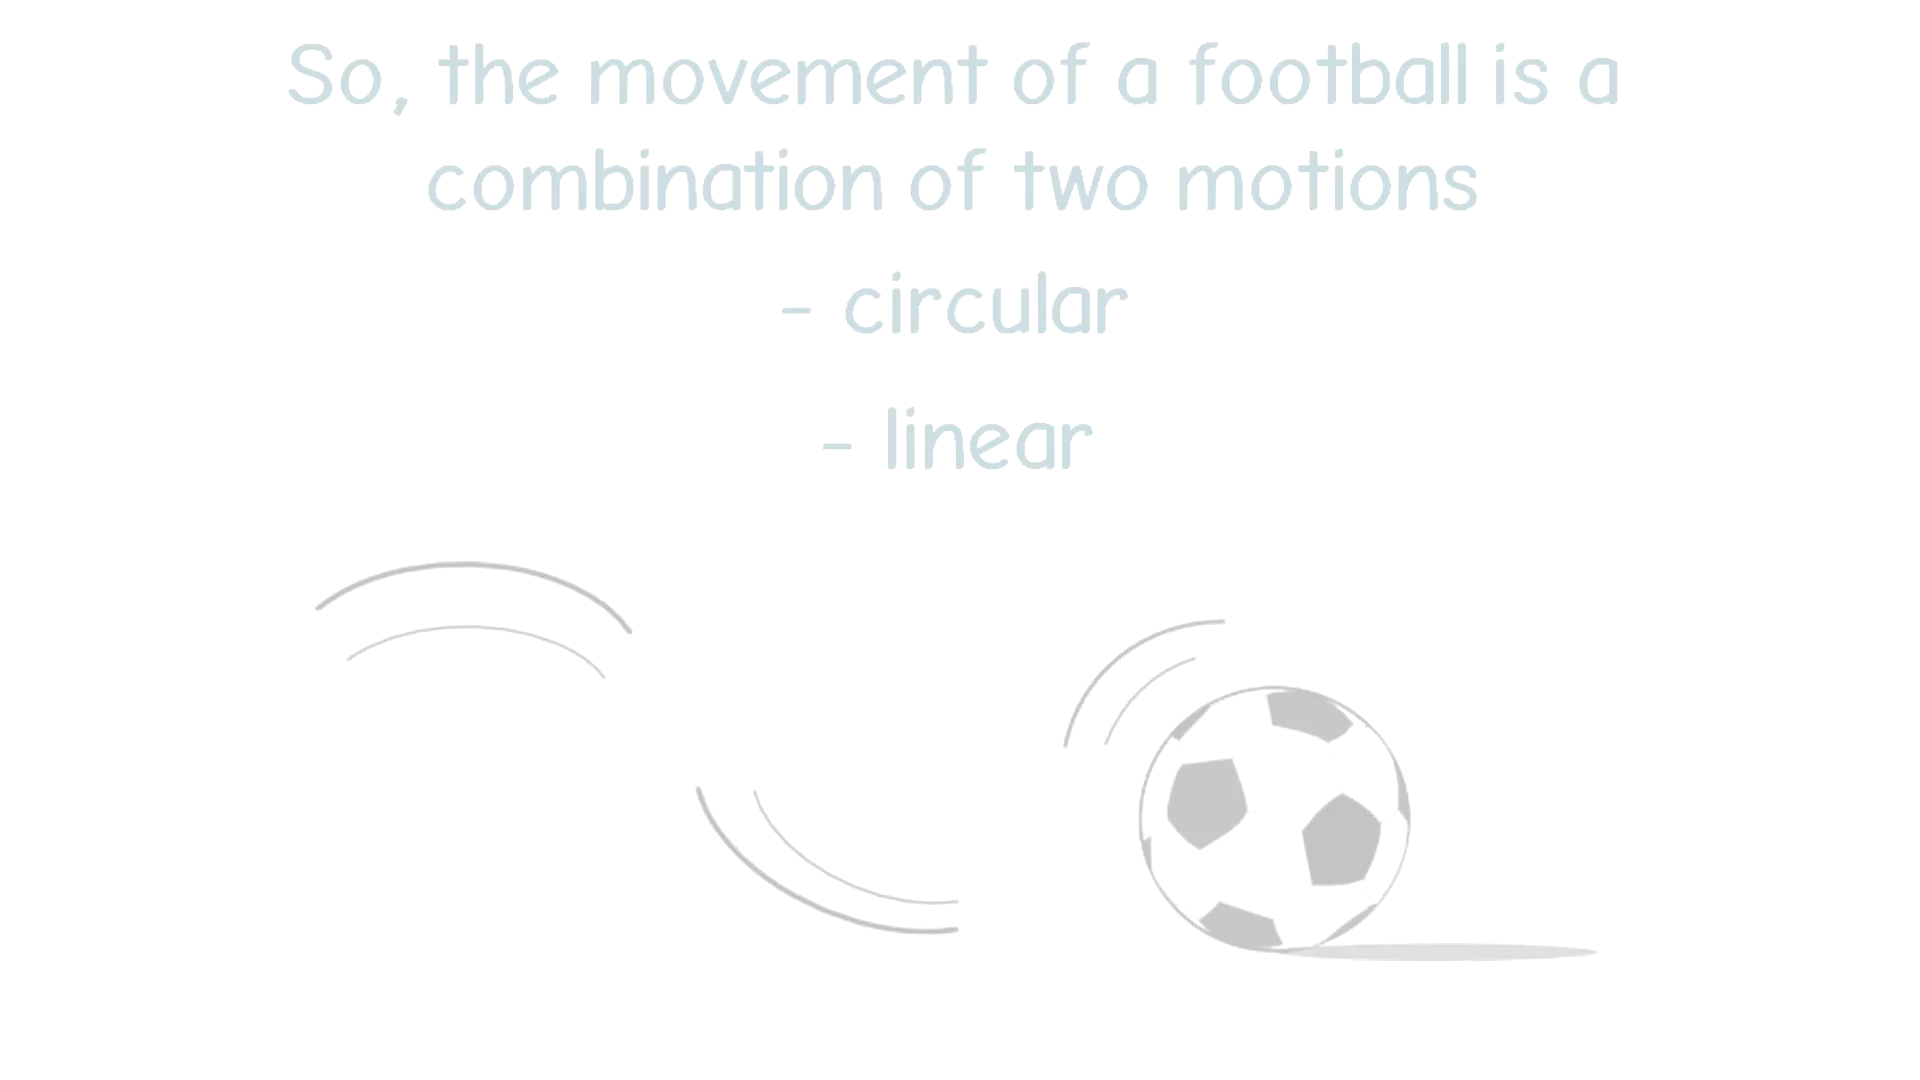 So, the movement of a football is a
combination of two motions
- circular
- linear